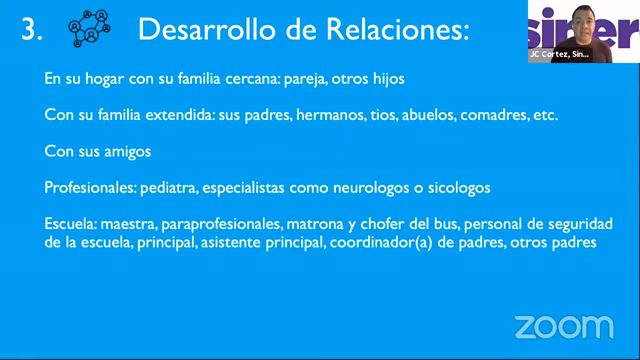 3. Desarrollo de Relaciones:
siner
JC Cortez, Sin...
En su hogar con su familia cercana: pareja, otros hijos
Con su familia extendida: sus padres, hermanos, tios, abuelos, comadres, etc.
Con sus amigos
Profesionales: pediatra, especialistas como neurologos o sicologos
Escuela: maestra, paraprofesionales, matrona y chofer del bus, personal de seguridad
de la escuela, principal, asistente principal, coordinador(a) de padres, otros padres
zoom